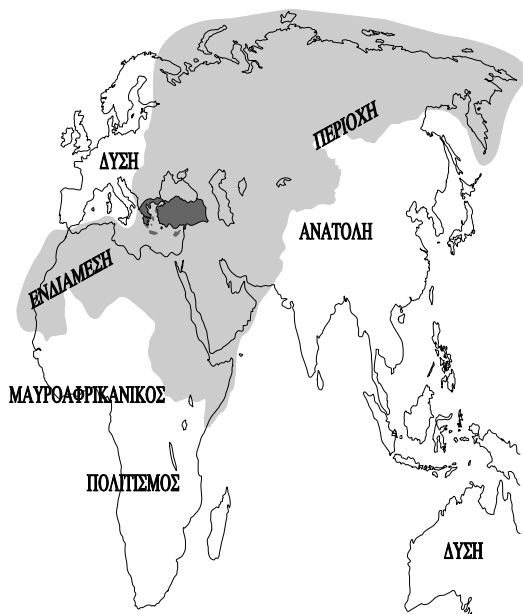 ΠΕΡΙΟΧΗ
ΔΥΣΗ
ΑΝΑΤΟΛΗ
ΕΝΔΙΑΜΕΣΗ
ΜΑΥΡΟΑΦΡΙΚΑΝΙΚΟΣ
ΠΟΛΙΤΙΣΜΟΣ
ΔΥΣΗ